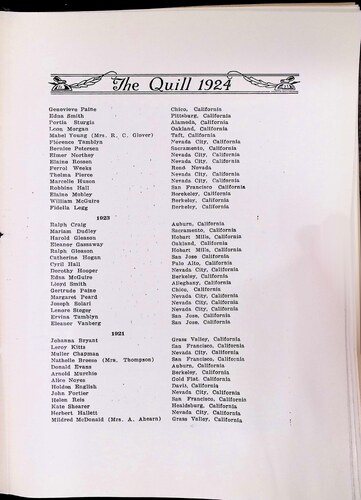 The Quill 1924
Genevieve Paine Chico, California
Edna Smith Pittsburg, California
Portia Sturgis Alameda, California
Leon Morgan Oakland, California
Mabel Young (Mrs. R. C. Glover) Taft, California
Florence Tamblyn Nevada City, California
Bernice Petersen Sacramento, California
Elmer Northey Nevada City, California
Elaina Rossen Nevada City, California
Perrol Weeks Reno Nevada
Thelma Pierce Nevada City, California
Marcelle Huson Nevada City, California
Robbins Hall San Francisco California
Elaine Mobley Berekeley, California
William McGuire Berkeley, California
Fidella Legg Berkeley, California
1922
Ralph Craig Auburn, California
Mariam Dudley Sacramento, California
Harold Gleason Hobart Mills, California
Eleanor Gassaway Oakland, California
Ralph Gleason Hobart Mills, California
Catherine Hogan San Jose California
Cyril Hall Palo Alto, California
Dorothy Hooper Nevada City, California
Edna McGuire Berkeley, California
Lloyd Smith Alleghany, California
Gertrude Paine Chico, California
Margaret Peard Nevada City, California
Joseph Solari Nevada City, California
Lenore Steger Nevada City, California
Ervina Tamblyn San Jose, California
Eleanor Vanberg San Jose, California
1921
Johanna Bryant Grass Valley, California
Leroy Kitts San Francisco, California
Muller Chapman Nevada City, California
Nathelle Breese (Mrs. Thompson) San Francisco, California
Donald Evans Auburn, California
Arnold Murchie Berkeley, California
Alice Noyes Gold Flat, California
Holden English Davis, California
John Fortier Nevada City, California
Helen Reis San Francisco, California
Kate Shearer Healdsburg, California
Herbert Hallett Nevada City, California
Mildred McDonald (Mrs. A. Ahearn) Grass Valley, California